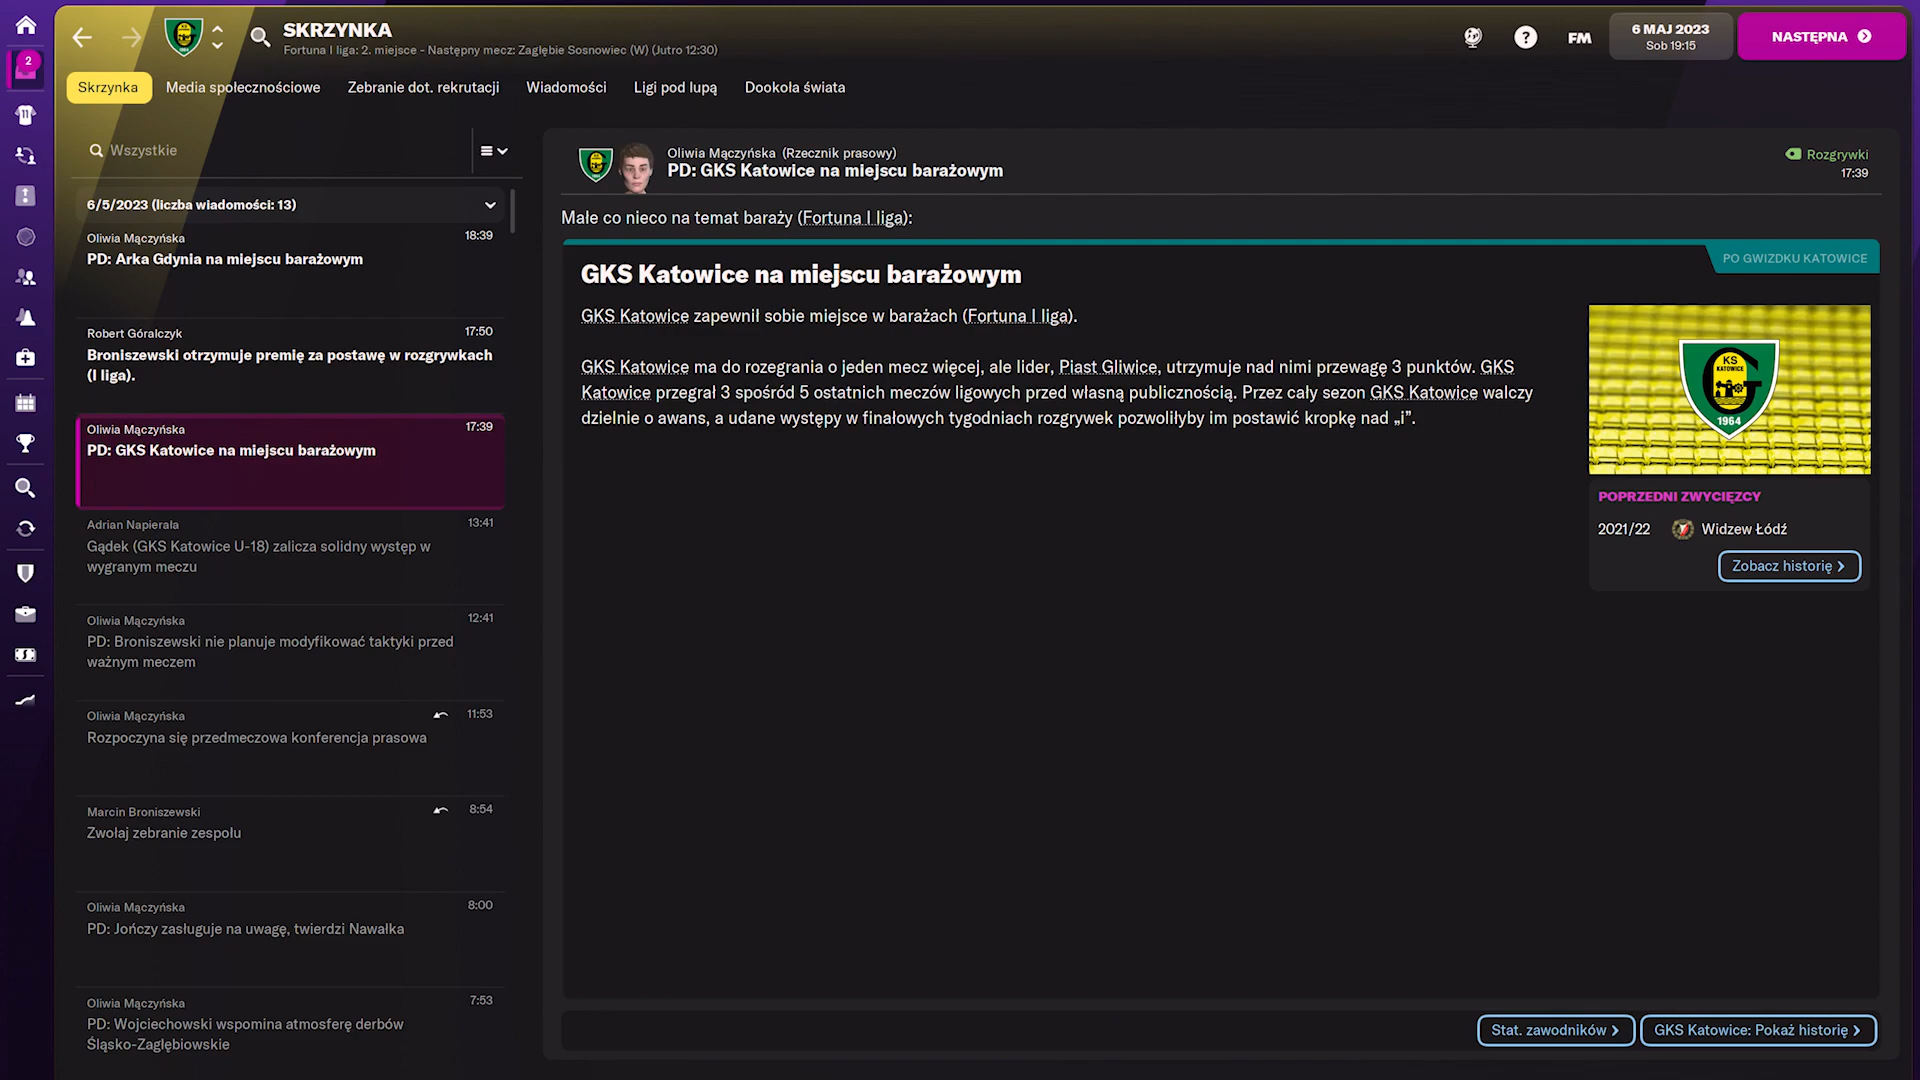 2
SKRZYNKA
Fortuna I liga: 2. miejsce - Następny mecz: Zagłębie Sosnowiec (W) (Jutro 12:30)
FM
6 MAJ 2023
Sob 19:15
NASTĘPNA
Skrzynka
Media społecznościowe
Zebranie dot. rekrutacji
Wiadomości
Ligi pod lupą
Dookoła świata
Wszystkie
6/5/2023 (liczba wiadomości: 13)
Oliwia Mączyńska 18:39
PD: Arka Gdynia na miejscu barażowym
Robert Góralczyk 17:50
Broniszewski otrzymuje premię za postawę w rozgrywkach
(I liga).
Oliwia Mączyńska 17:39
PD: GKS Katowice na miejscu barażowym
Adrian Napierała 13:41
Gądek (GKS Katowice U-18) zalicza solidny występ w
wygranym meczu
Oliwia Mączyńska 12:41
PD: Broniszewski nie planuje modyfikować taktyki przed
ważnym meczem
Oliwia Mączyńska 11:53
Rozpoczyna się przedmeczowa konferencja prasowa
Marcin Broniszewski 8:54
Zwołaj zebranie zespołu
Oliwia Mączyńska 8:00
PD: Jończy zasługuje na uwagę, twierdzi Nawałka
Oliwia Mączyńska 7:53
PD: Wojciechowski wspomina atmosferę derbów
Śląsko-Zagłębiowskie
Oliwia Mączyńska (Rzecznik prasowy)
PD: GKS Katowice na miejscu barażowym
Rozgrywki
17:39
Małe co nieco na temat baraży (Fortuna I liga):
PO GWIZDKU KATOWICE
GKS Katowice na miejscu barażowym
GKS Katowice zapewnił sobie miejsce w barażach (Fortuna I liga).
GKS Katowice ma do rozegrania o jeden mecz więcej, ale lider, Piast Gliwice, utrzymuje nad nimi przewagę 3 punktów. GKS
Katowice przegrał 3 spośród 5 ostatnich meczów ligowych przed własną publicznością. Przez cały sezon GKS Katowice walczy
dzielnie o awans, a udane występy w finałowych tygodniach rozgrywek pozwoliłyby im postawić kropkę nad „i”.
KS
KATOWICE
1964
POPRZEDNI ZWYCIĘZCY
2021/22 Widzew Łódź
Zobacz historię
Stat. zawodników
GKS Katowice: Pokaż historię